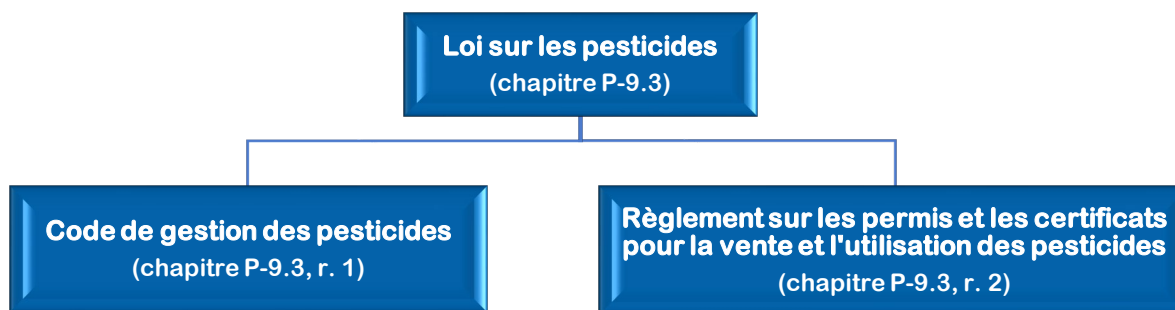 Loi sur les pesticides
(chapitre P-9.3)
Code de gestion des pesticides
(chapitre P-9.3, r. 1)
Règlement sur les permis et les certificats
pour la vente et l'utilisation des pesticides
(chapitre P-9.3, r. 2)